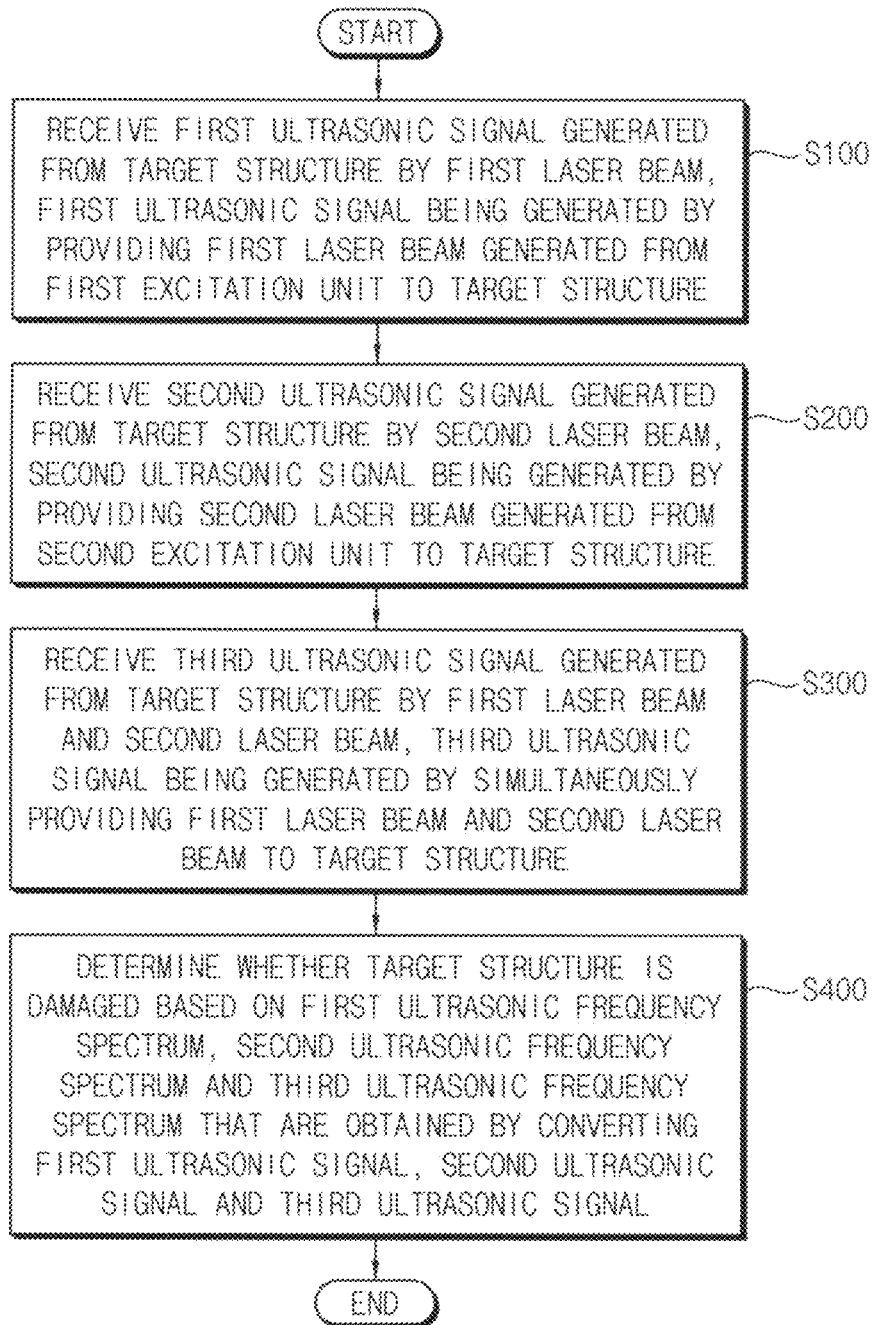 START
RECEIVE FIRST ULTRASONIC SIGNAL GENERATED
FROM TARGET STRUCTURE BY FIRST LASER BEAM,
FIRST ULTRASONIC SIGNAL BEING GENERATED BY
PROVIDING FIRST LASER BEAM GENERATED FROM
FIRST EXCITATION UNIT TO TARGET STRUCTURE
S100
RECEIVE SECOND ULTRASONIC SIGNAL GENERATED
FROM TARGET STRUCTURE BY SECOND LASER BEAM,
SECOND ULTRASONIC SIGNAL BEING GENERATED BY
PROVIDING SECOND LASER BEAM GENERATED FROM
SECOND EXCITATION UNIT TO TARGET STRUCTURE
S200
RECEIVE THIRD ULTRASONIC SIGNAL GENERATED
FROM TARGET STRUCTURE BY FIRST LASER BEAM
AND SECOND LASER BEAM, THIRD ULTRASONIC
SIGNAL BEING GENERATED BY SIMULTANEOUSLY
PROVIDING FIRST LASER BEAM AND SECOND LASER
BEAM TO TARGET STRUCTURE
S300
DETERMINE WHETHER TARGET STRUCTURE IS
DAMAGED BASED ON FIRST ULTRASONIC FREQUENCY
SPECTRUM, SECOND ULTRASONIC FREQUENCY
SPECTRUM AND THIRD ULTRASONIC FREQUENCY
SPECTRUM THAT ARE OBTAINED BY CONVERTING
FIRST ULTRASONIC SIGNAL, SECOND ULTRASONIC
SIGNAL AND THIRD ULTRASONIC SIGNAL
S400
END